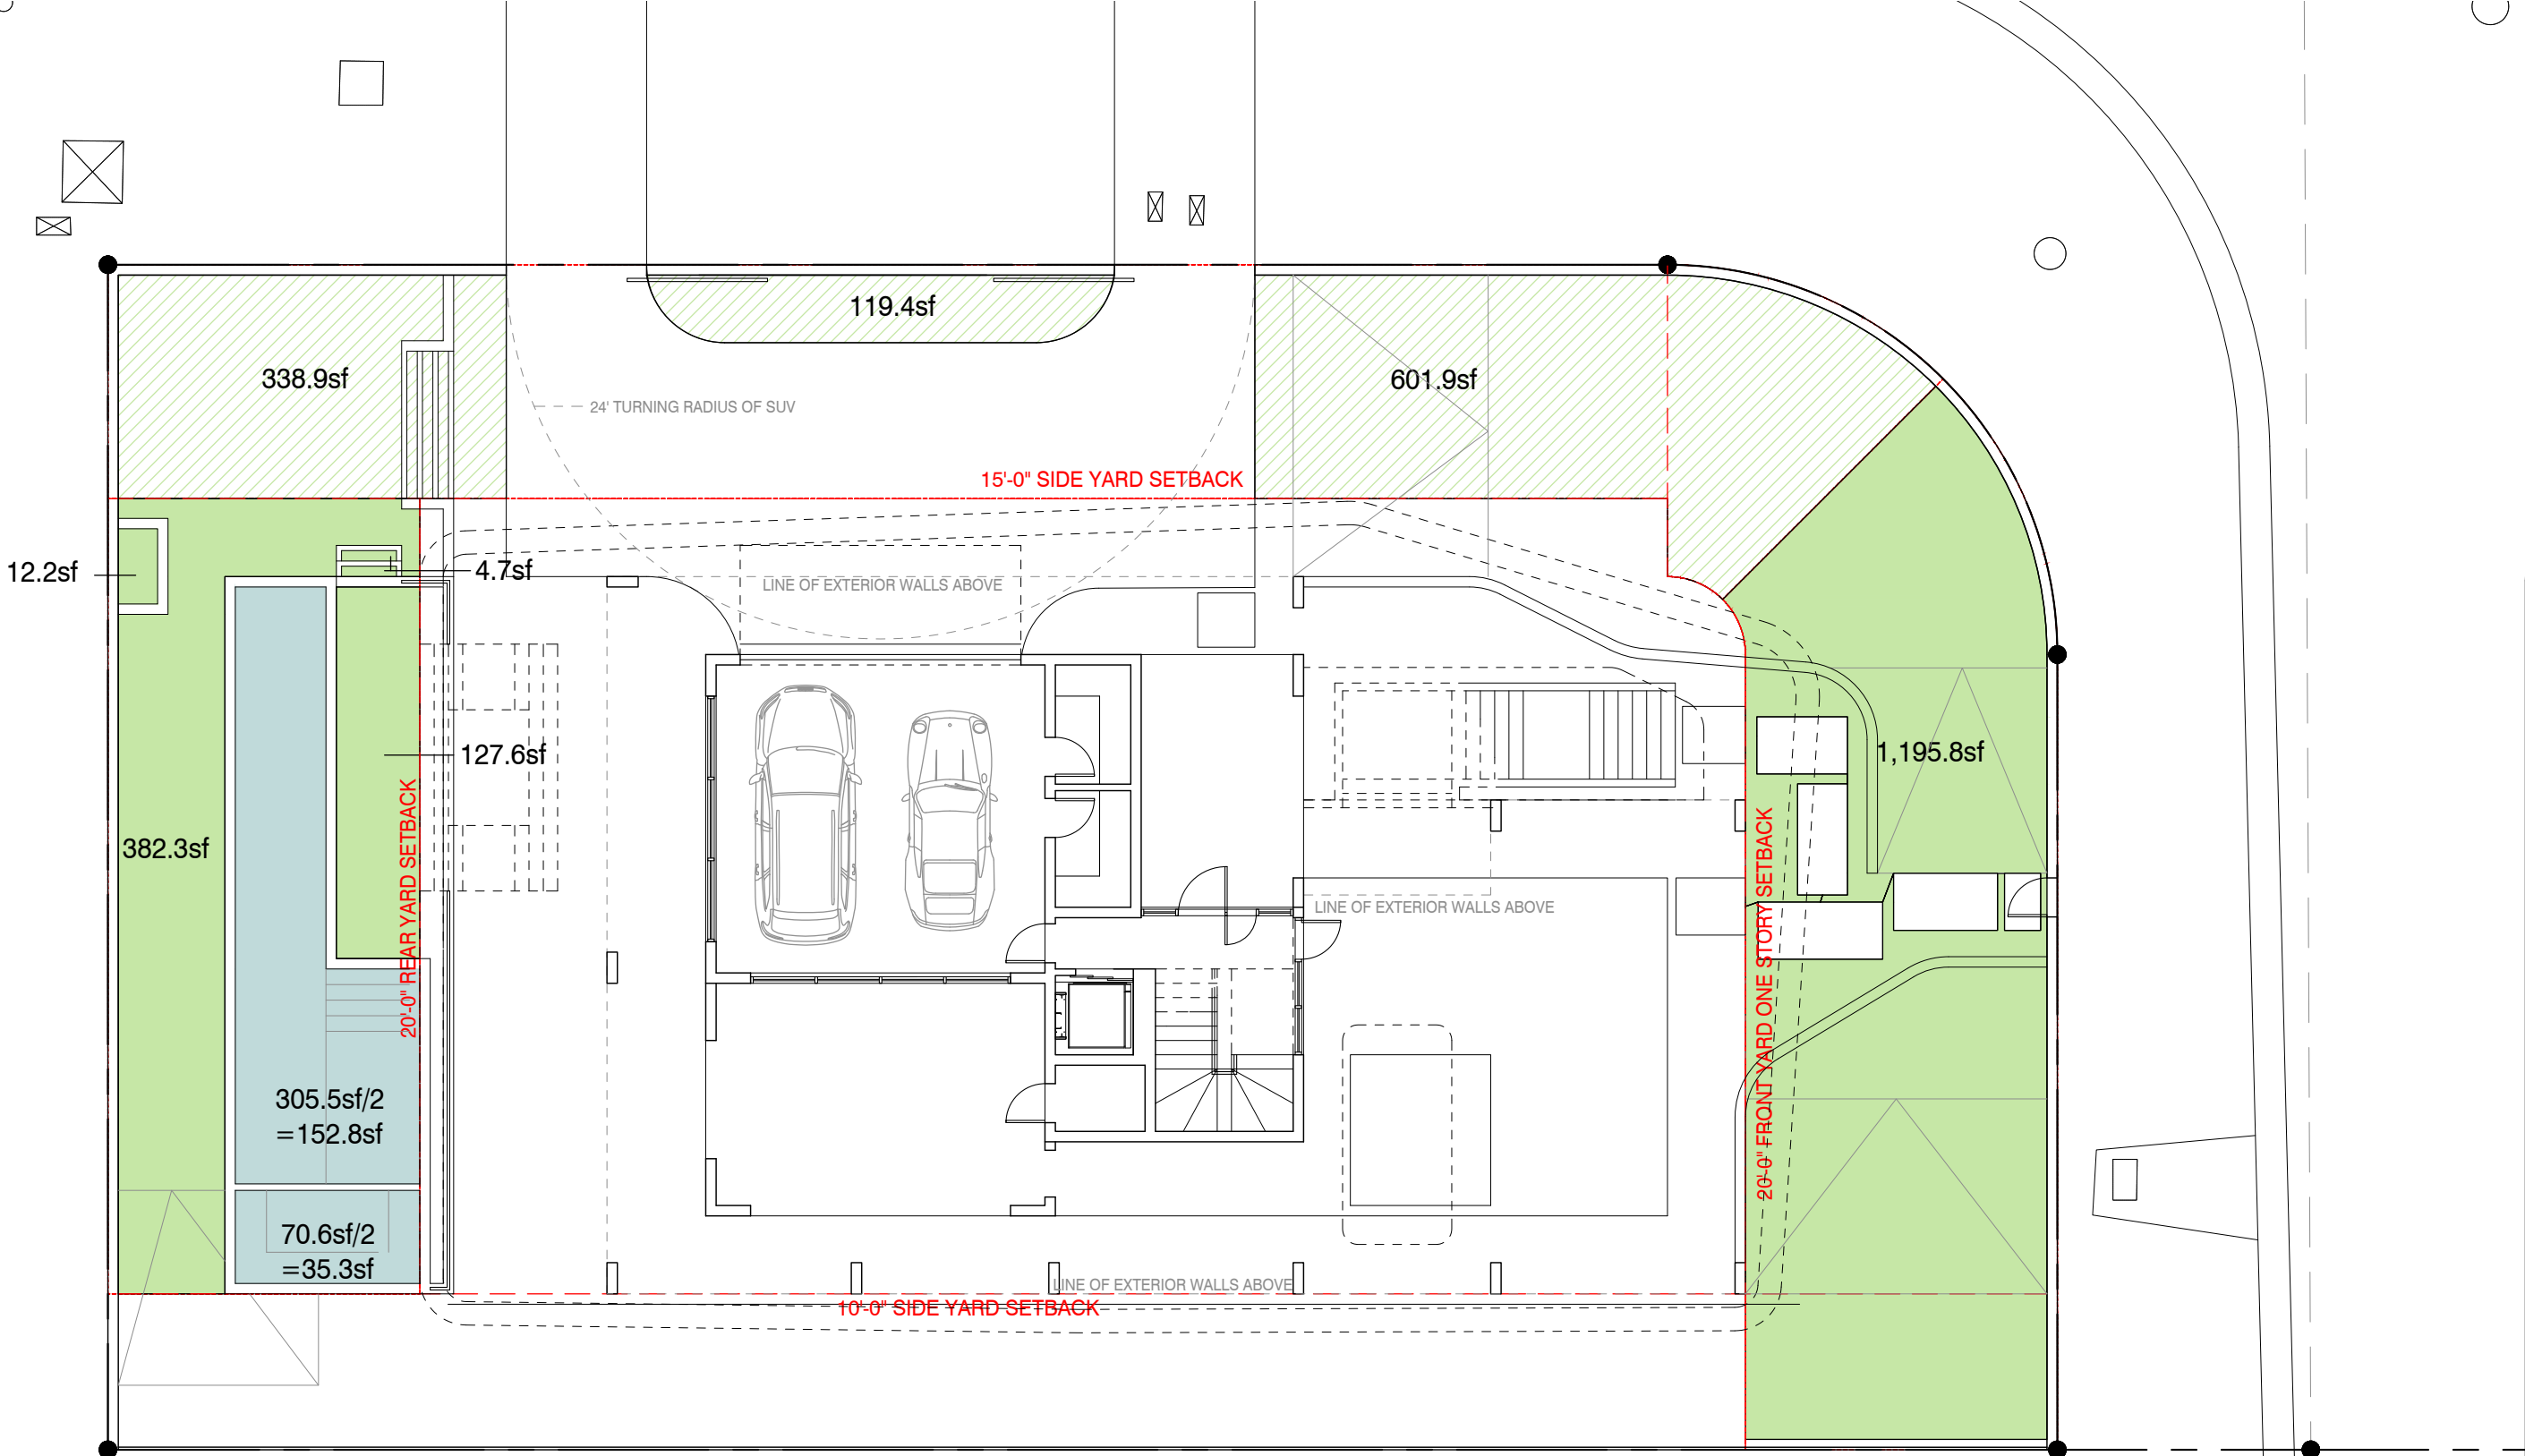 119.4sf
338.9sf
601.9sf
24' TURNING RADIUS OF SUV
15'-0" SIDE YARD SETBACK
12.2sf
4.7sf
LINE OF EXTERIOR WALLS ABOVE
127.6sf
1,195.8sf
382.3sf
20'-0" REAR YARD SETBACK
LINE OF EXTERIOR WALLS ABOVE
20'-0" FRONT YARD ONE STORY SETBACK
305.5sf/2
=152.8sf
70.6sf/2
=35.3sf
LINE OF EXTERIOR WALLS ABOVE
10'-0" SIDE YARD SETBACK